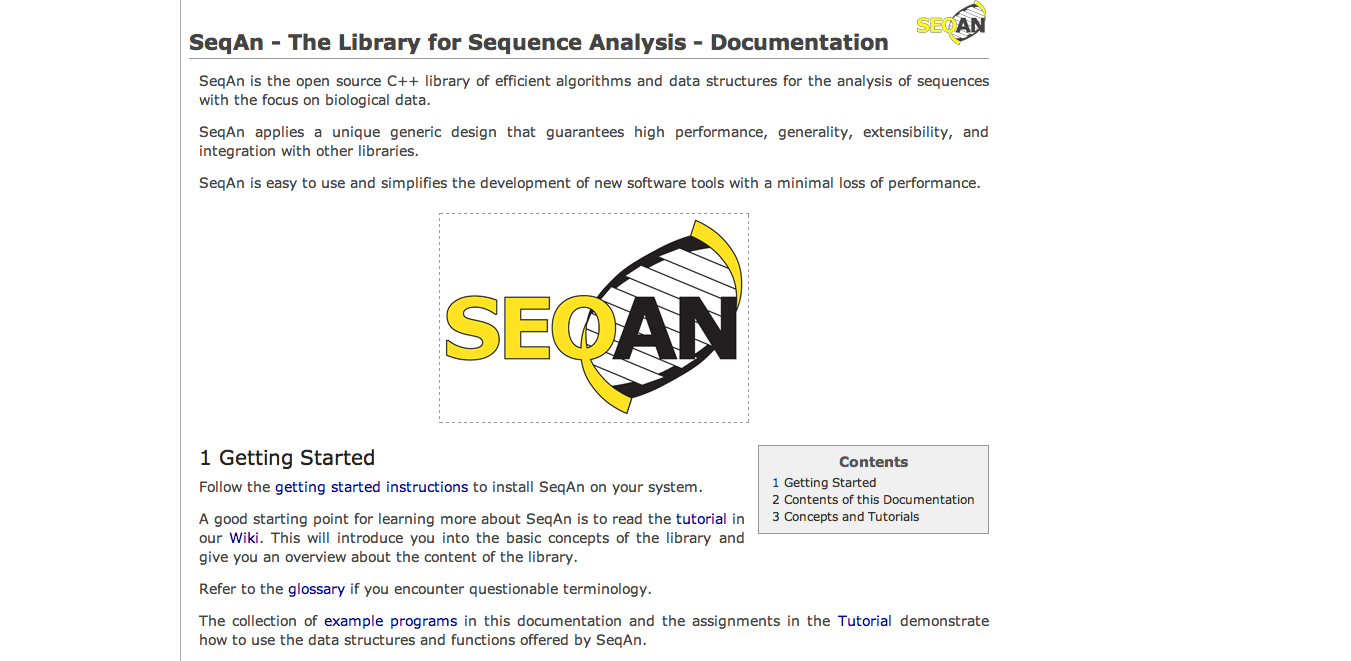 SEQAN
SeqAn - The Library for Sequence Analysis - Documentation
SeqAn is the open source C++ library of efficient algorithms and data structures for the analysis of sequences
with the focus on biological data.
SeqAn applies a unique generic design that guarantees high performance, generality, extensibility, and
integration with other libraries.
SeqAn is easy to use and simplifies the development of new software tools with a minimal loss of performance.
SEQAN
1 Getting Started
Follow the getting started instructions to install SeqAn on your system.
A good starting point for learning more about SeqAn is to read the tutorial in
our Wiki. This will introduce you into the basic concepts of the library and
give you an overview about the content of the library.
Contents
1 Getting Started
2 Contents of this Documentation
3 Concepts and Tutorials
Refer to the glossary if you encounter questionable terminology.
The collection of example programs in this documentation and the assignments in the Tutorial demonstrate
how to use the data structures and functions offered by SeqAn.